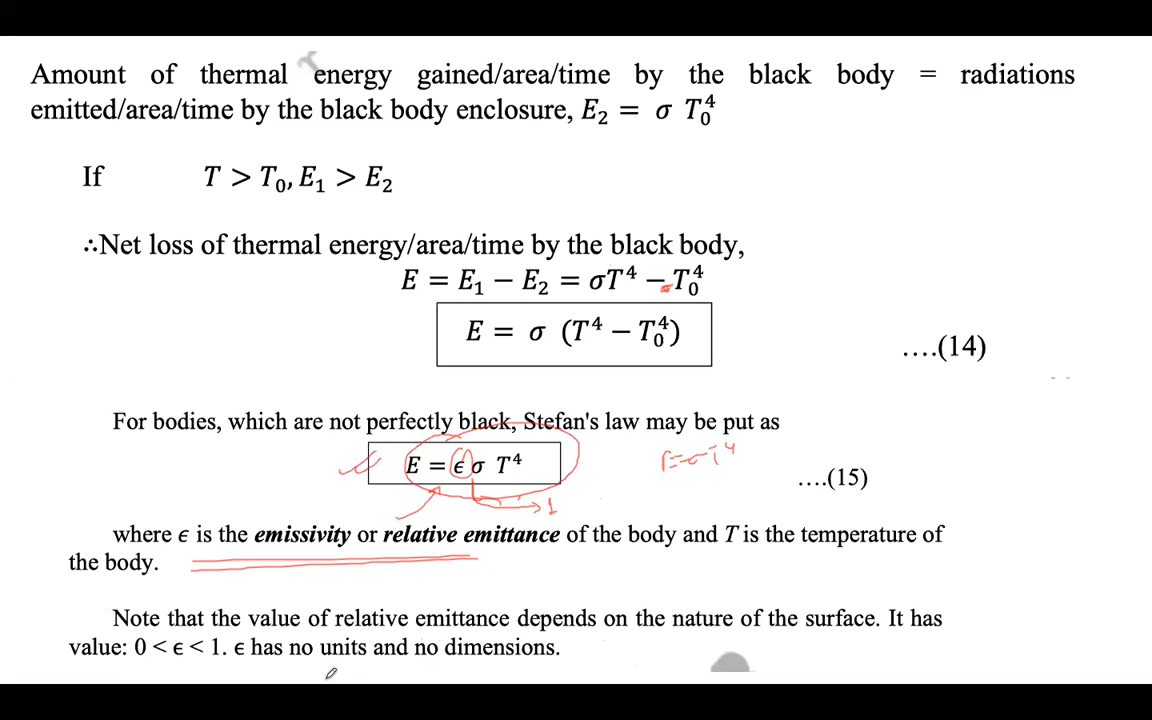 Amount of thermal energy gained/area/time by the black body = radiations
emitted/area/time by the black body enclosure, E₂ = σ T₀⁴
If T > T₀, E₁ > E₂
∴Net loss of thermal energy/area/time by the black body,
E = E₁ − E₂ = σT⁴ − σT₀⁴
E = σ (T⁴ − T₀⁴)
....(14)
For bodies, which are not perfectly black, Stefan's law may be put as
E = ϵ σ T⁴
E=σT⁴
....(15)
1
where ϵ is the emissivity or relative emittance of the body and T is the temperature of
the body.
Note that the value of relative emittance depends on the nature of the surface. It has
value: 0 < ϵ < 1. ϵ has no units and no dimensions.